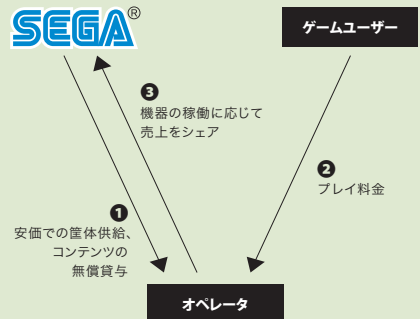 SEGA®
ゲームユーザー
❸
機器の稼働に応じて
売上をシェア
❷
プレイ料金
❶
安価での筐体供給、
コンテンツの
無償貸与
オペレータ